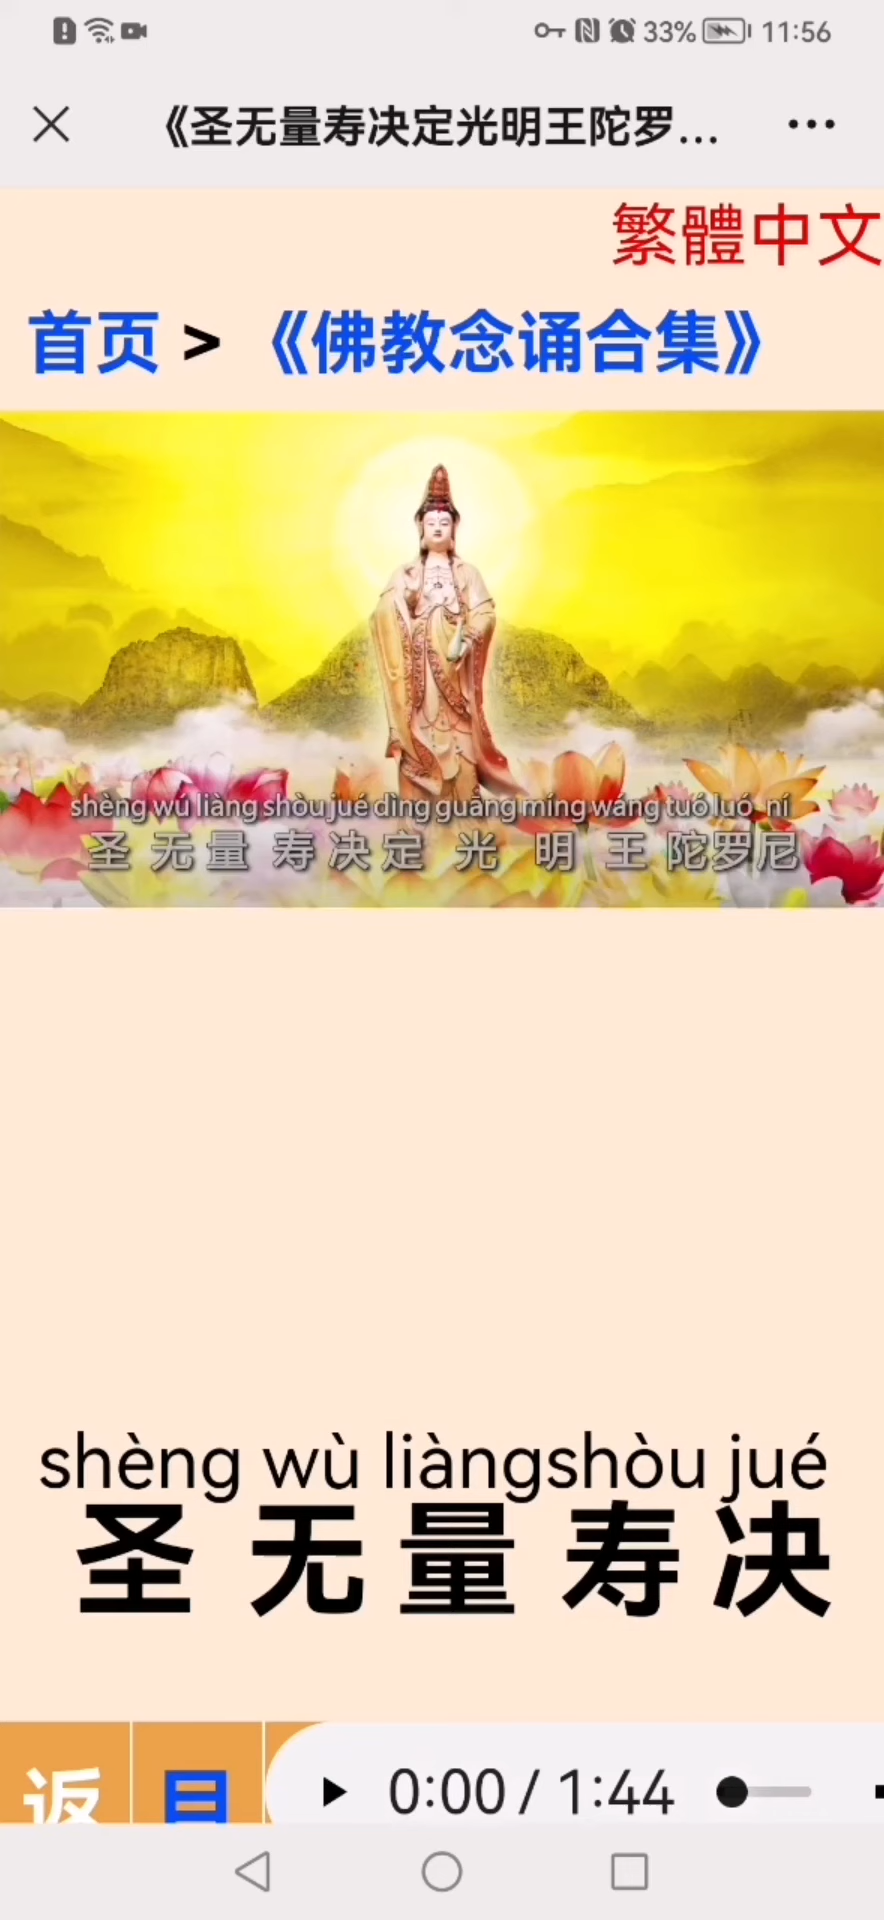 33% 11:56
《圣无量寿决定光明王陀罗...
繁體中文
首页 > 《佛教念诵合集》
shèng wú liàng shòu jué dìng guāng míng wáng tuó luó ní
圣无量寿决定光明王陀罗尼
shèng wù liàng shòu jué
圣无量寿决
返
0:00 / 1:44